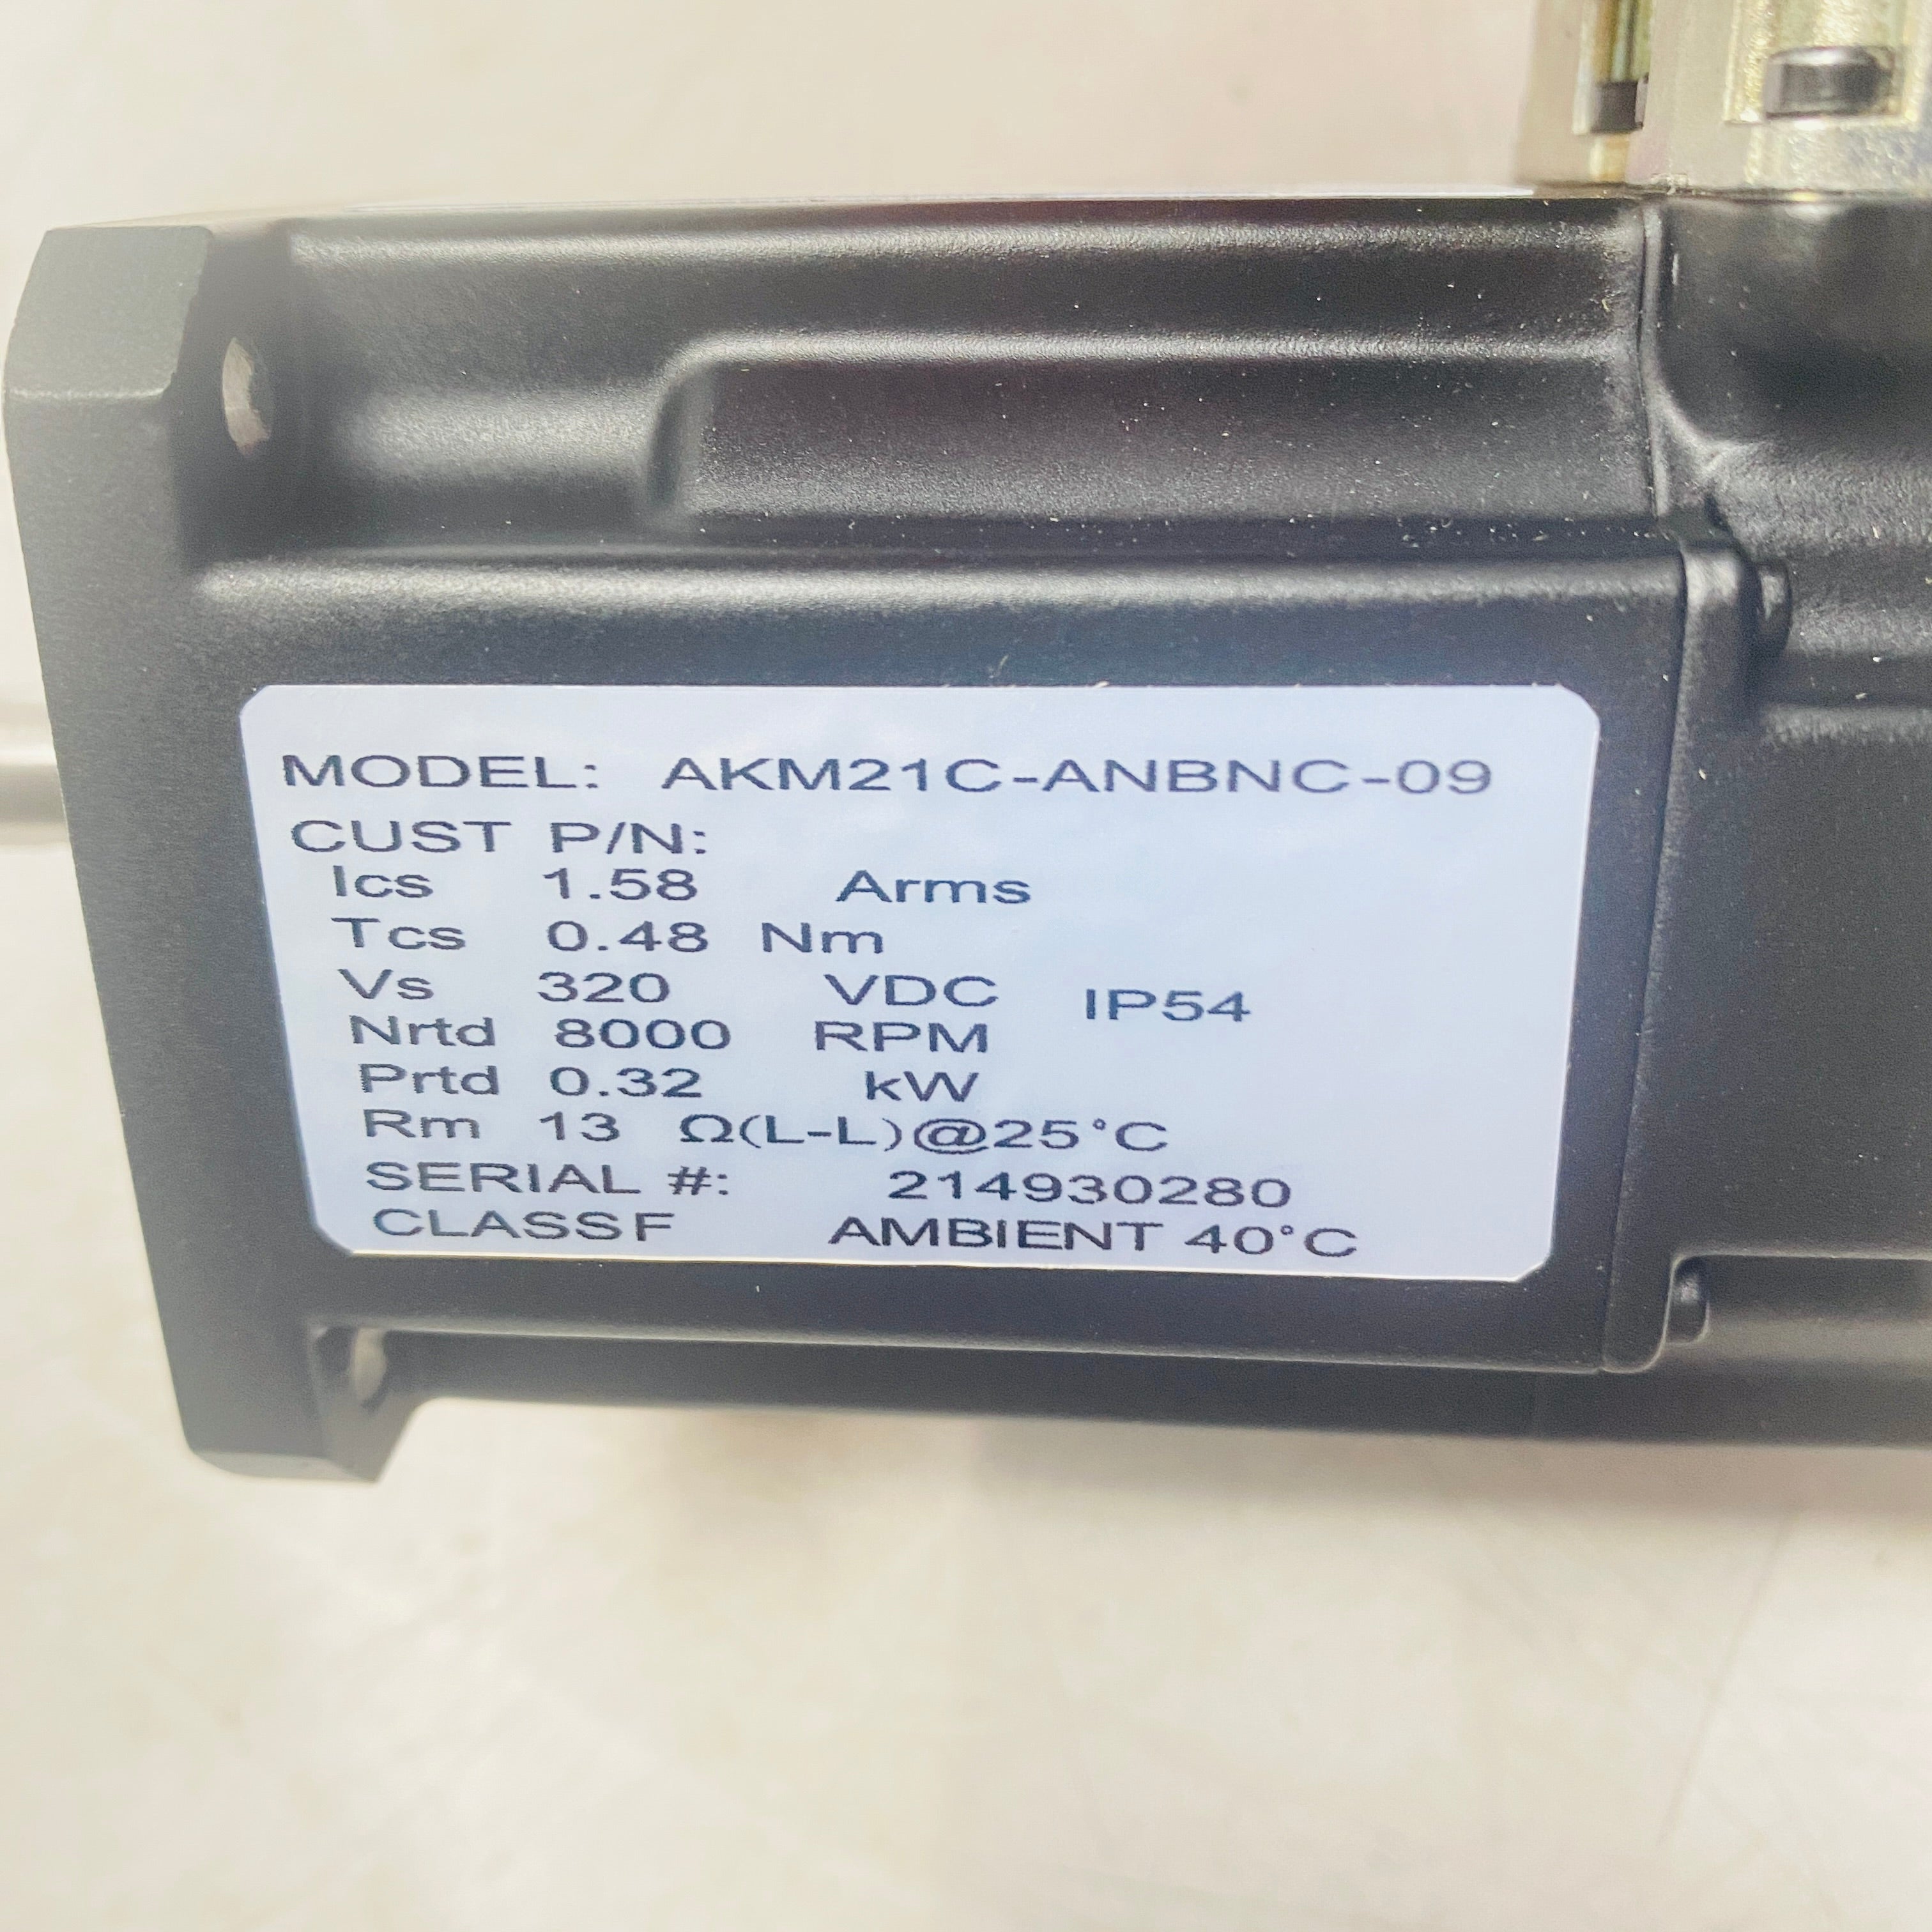 MODEL: AKM21C-ANBNC-09
CUST P/N:
Ics 1.58 Arms
Tcs 0.48 Nm
Vs 320 VDC IP54
Nrtd 8000 RPM
Prtd 0.32 kW
Rm 13 Ω(L-L)@25°C
SERIAL #: 214930280
CLASS F AMBIENT 40°C